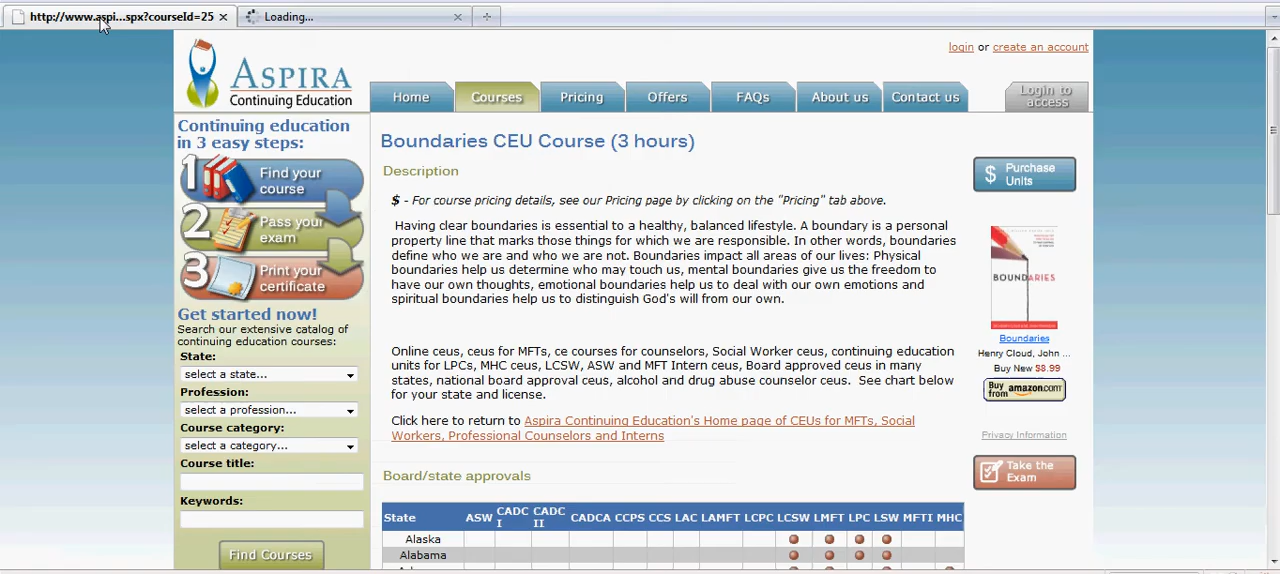 http://www.aspi...spx?courseId=25
Loading...
login or create an account
ASPIRA
Continuing Education
Home
Courses
Pricing
Offers
FAQs
About us
Contact us
Login to
access
Continuing education
in 3 easy steps:
1 Find your
course
2 Pass your
exam
3 Print your
certificate
Get started now!
Search our extensive catalog of
continuing education courses:
State:
select a state...
Profession:
select a profession...
Course category:
select a category...
Course title:
Keywords:
Find Courses
Boundaries CEU Course (3 hours)
Description
$ - For course pricing details, see our Pricing page by clicking on the "Pricing" tab above.
Having clear boundaries is essential to a healthy, balanced lifestyle. A boundary is a personal
property line that marks those things for which we are responsible. In other words, boundaries
define who we are and who we are not. Boundaries impact all areas of our lives: Physical
boundaries help us determine who may touch us, mental boundaries give us the freedom to
have our own thoughts, emotional boundaries help us to deal with our own emotions and
spiritual boundaries help us to distinguish God's will from our own.
Online ceus, ceus for MFTs, ce courses for counselors, Social Worker ceus, continuing education
units for LPCs, MHC ceus, LCSW, ASW and MFT Intern ceus, Board approved ceus in many
states, national board approval ceus, alcohol and drug abuse counselor ceus. See chart below
for your state and license.
Click here to return to Aspira Continuing Education's Home page of CEUs for MFTs, Social
Workers, Professional Counselors and Interns
Board/state approvals
State ASW CADC I CADC II CADCA CCPS CCS LAC LAMFT LCPC LCSW LMFT LPC LSW MFTI MHC
Alaska
Alabama
$ Purchase
Units
BOUNDARIES
Boundaries
Henry Cloud, John ...
Buy New $8.99
Buy
from amazon.com
Privacy Information
Take the
Exam